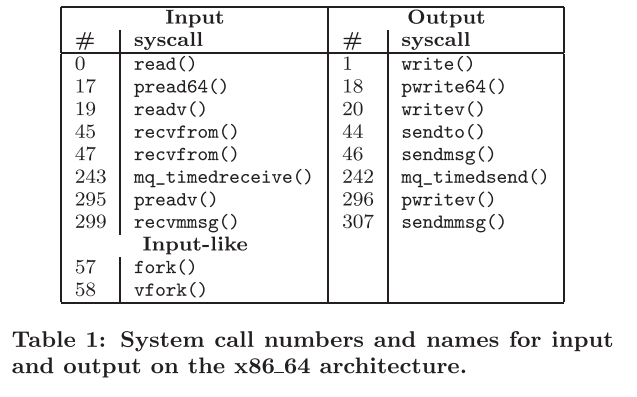 Input Output
# syscall # syscall
0 read() 1 write()
17 pread64() 18 pwrite64()
19 readv() 20 writev()
45 recvfrom() 44 sendto()
47 recvfrom() 46 sendmsg()
243 mq_timedreceive() 242 mq_timedsend()
295 preadv() 296 pwritev()
299 recvmmsg() 307 sendmmsg()
Input-like
57 fork()
58 vfork()
Table 1: System call numbers and names for input
and output on the x86_64 architecture.